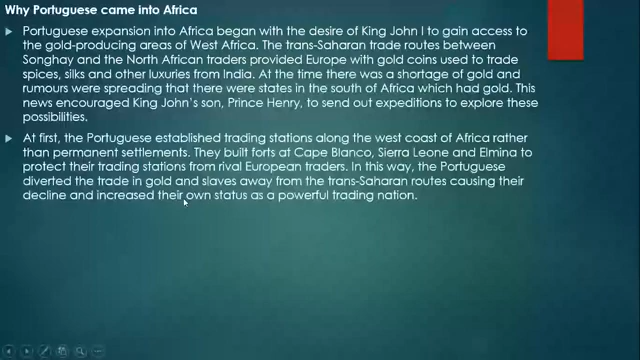 Why Portuguese came into Africa
Portuguese expansion into Africa began with the desire of King John I to gain access to
the gold-producing areas of West Africa. The trans-Saharan trade routes between
Songhay and the North African traders provided Europe with gold coins used to trade
spices, silks and other luxuries from India. At the time there was a shortage of gold and
rumours were spreading that there were states in the south of Africa which had gold. This
news encouraged King John's son, Prince Henry, to send out expeditions to explore these
possibilities.
At first, the Portuguese established trading stations along the west coast of Africa rather
than permanent settlements. They built forts at Cape Blanco, Sierra Leone and Elmina to
protect their trading stations from rival European traders. In this way, the Portuguese
diverted the trade in gold and slaves away from the trans-Saharan routes causing their
decline and increased their own status as a powerful trading nation.